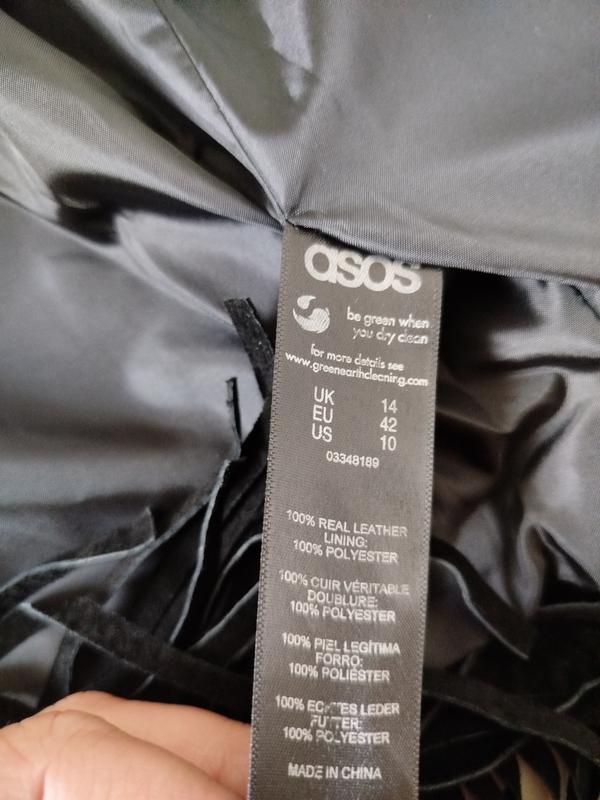 asos
be green when
you dry clean
for more details see
www.greenearthcleaning.com
UK 14
EU 42
US 10
03348189
100% REAL LEATHER
LINING:
100% POLYESTER
100% CUIR VÉRITABLE
DOUBLURE:
100% POLYESTER
100% PIEL LEGÍTIMA
FORRO:
100% POLIÉSTER
100% ECHTES LEDER
FUTTER:
100% POLYESTER
MADE IN CHINA